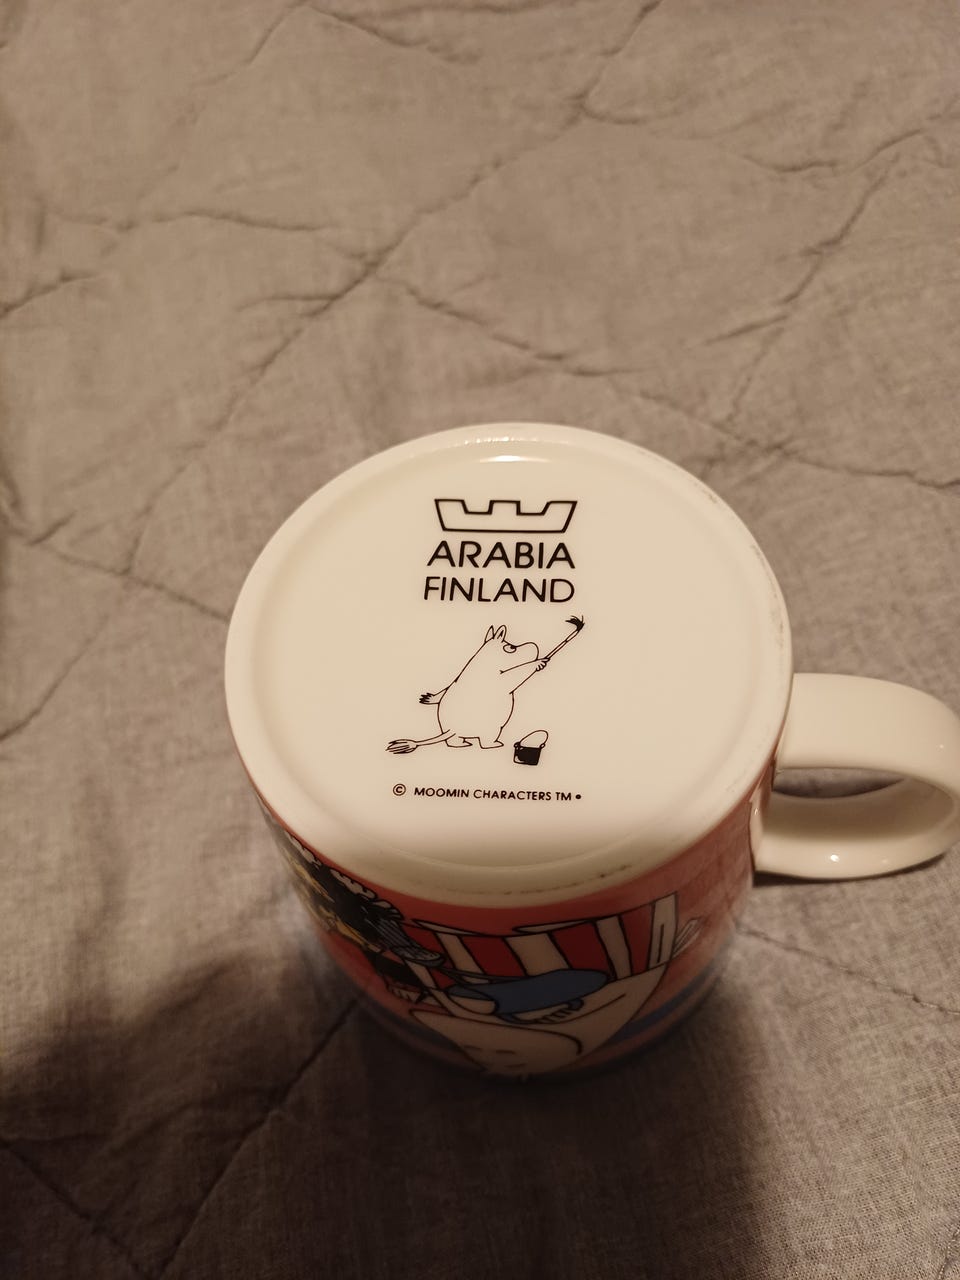 ARABIA
FINLAND
© MOOMIN CHARACTERS TM •